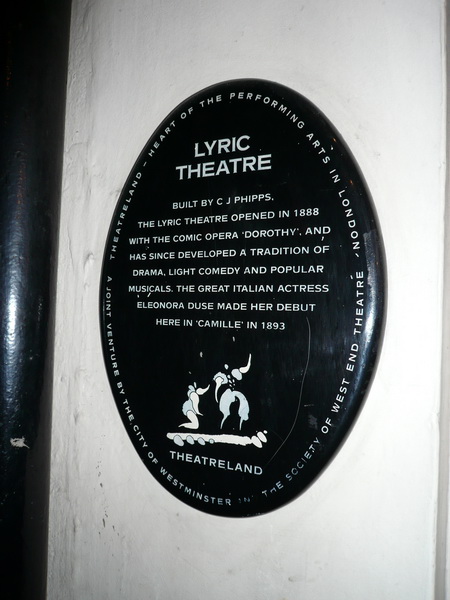 THEATRELAND - HEART OF THE PERFORMING ARTS IN LONDON
LYRIC
THEATRE
BUILT BY C J PHIPPS,
THE LYRIC THEATRE OPENED IN 1888
WITH THE COMIC OPERA 'DOROTHY', AND
HAS SINCE DEVELOPED A TRADITION OF
DRAMA, LIGHT COMEDY AND POPULAR
MUSICALS. THE GREAT ITALIAN ACTRESS
ELEONORA DUSE MADE HER DEBUT
HERE IN 'CAMILLE' IN 1893
THEATRELAND
A JOINT VENTURE BY THE CITY OF WESTMINSTER THE SOCIETY OF WEST END THEATRE